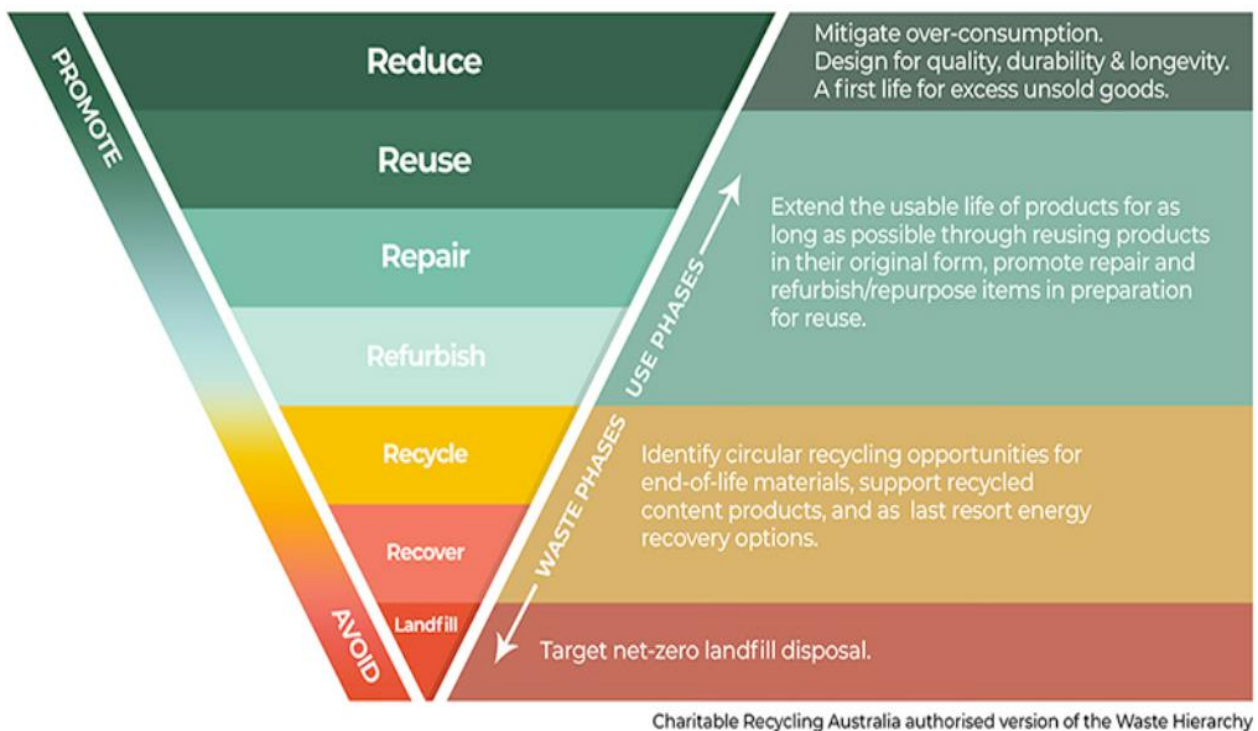 PROMOTE
Reduce
Mitigate over-consumption.
Design for quality, durability & longevity.
A first life for excess unsold goods.
Reuse
Repair
Refurbish
USE PHASES
Extend the usable life of products for as
long as possible through reusing products
in their original form, promote repair and
refurbish/repurpose items in preparation
for reuse.
Recycle
Recover
WASTE PHASES
Identify circular recycling opportunities for
end-of-life materials, support recycled
content products, and as last resort energy
recovery options.
AVOID
Landfill
Target net-zero landfill disposal.
Charitable Recycling Australia authorised version of the Waste Hierarchy